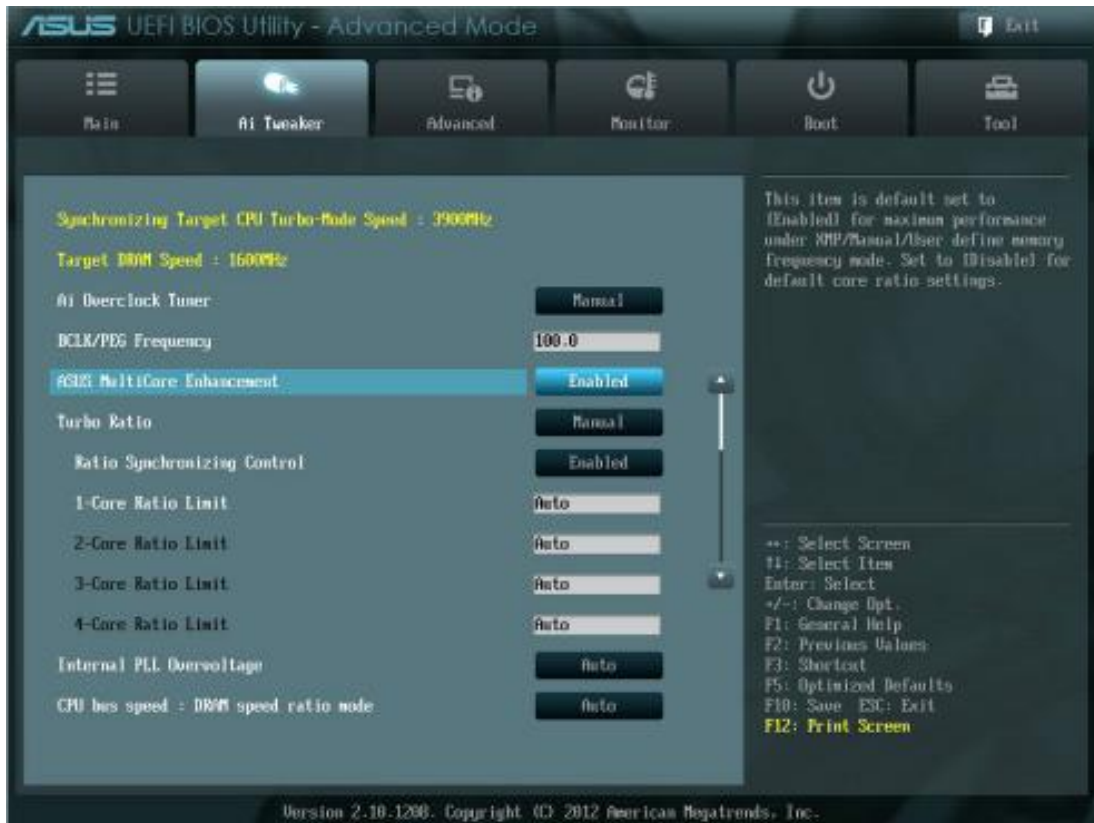 ASUS UEFI BIOS Utility - Advanced Mode
Exit
Main
Ai Tweaker
Advanced
Monitor
Boot
Tool
Synchronizing Target CPU Turbo-Mode Speed : 3900MHz
Target DRAM Speed : 1600MHz
Ai Overclock Tuner
Manual
BCLK/PEG Frequency
100.0
ASUS MultiCore Enhancement
Enabled
Turbo Ratio
Manual
Ratio Synchronizing Control
Enabled
1-Core Ratio Limit
Auto
2-Core Ratio Limit
Auto
3-Core Ratio Limit
Auto
4-Core Ratio Limit
Auto
Internal PLL Overvoltage
Auto
CPU bus speed : DRAM speed ratio mode
Auto
This item is default set to
[Enabled] for maximum performance
under XMP/Manual/User define memory
frequency mode. Set to [Disable] for
default core ratio settings.
→←: Select Screen
↑↓: Select Item
Enter: Select
+/-: Change Opt.
F1: General Help
F2: Previous Values
F3: Shortcut
F5: Optimized Defaults
F10: Save ESC: Exit
F12: Print Screen
Version 2.10.1208. Copyright (C) 2012 American Megatrends, Inc.